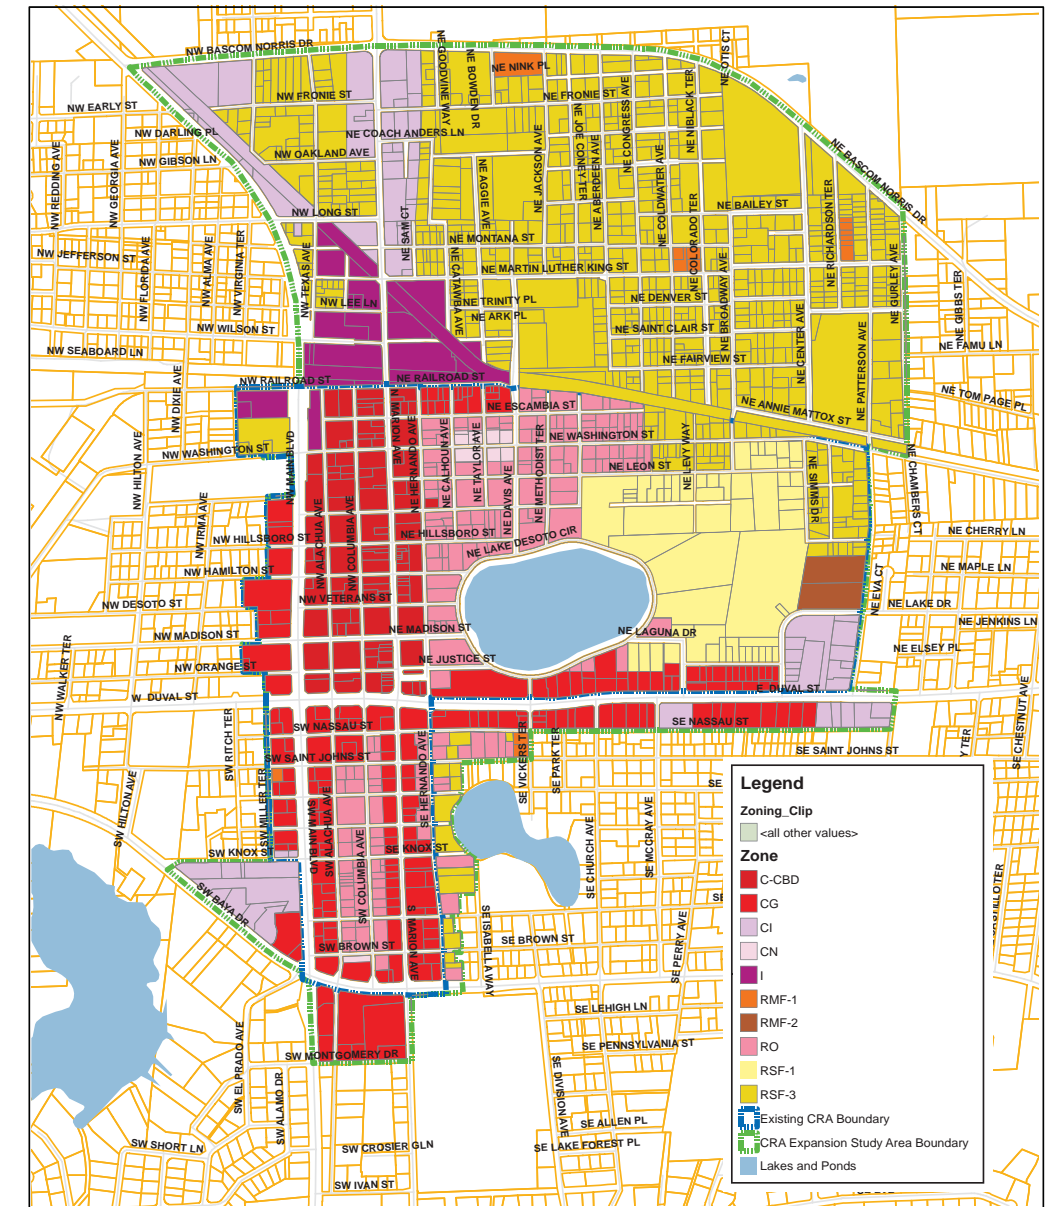 NW BASCOM NORRIS DR
NE GOODVINE WAY
NE BOWDEN DR
NE OTIS CT
NE NINK PL
NW EARLY ST
NW FRONIE ST
NE FRONIE ST
NE CONGRESS AVE
NE NIBLACK TER
NW DARLING PL
NE COACH ANDERS LN
NE JOE CONEY TER
NE BASCOM NORRIS DR
NW GIBSON LN
NW OAKLAND AVE
NW REDDING AVE
NW GEORGIA AVE
NE AGGIE AVE
NE JACKSON AVE
NE ABERDEEN AVE
NE COLDWATER AVE
NE COLORADO TER
NE RICHARDSON TER
NW LONG ST
NE SAM CT
NE BAILEY ST
NW JEFFERSON ST
NW FLORIDA AVE
NW ALMA AVE
NW VIRGINIA TER
NW TEXAS AVE
NE MONTANA ST
NE CATAWBA AVE
NE MARTIN LUTHER KING ST
NE BROADWAY AVE
NE GURLEY AVE
NE GIBBS TER
NW LEE LN
NE TRINITY PL
NE DENVER ST
NE ARK PL
NW WILSON ST
NE SAINT CLAIR ST
NE CENTER AVE
NE PATTERSON AVE
NW SEABOARD LN
NE FAIRVIEW ST
NE FAMU LN
NW DIXIE AVE
NW RAILROAD ST
NE RAILROAD ST
NE TOM PAGE PL
NE ESCAMBIA ST
NE ANNIE MATTOX ST
N MARION AVE
NE HERNANDO AVE
NE CALHOUN AVE
NE TAYLOR AVE
NE DAVIS AVE
NE METHODIST TER
NE WASHINGTON ST
NW WASHINGTON ST
NW HILTON AVE
NW MAIN BLVD
NE LEON ST
NE LEVY WAY
NE SIMMS DR
NE CHAMBERS CT
NW IRMA AVE
NW ALACHUA AVE
NW COLUMBIA AVE
NW HILLSBORO ST
NE HILLSBORO ST
NE LAKE DESOTO CIR
NE CHERRY LN
NW HAMILTON ST
NE EVA CT
NE MAPLE LN
NW DESOTO ST
NW VETERANS ST
NE LAKE DR
NW MADISON ST
NE MADISON ST
NE LAGUNA DR
NE JENKINS LN
NW WALKER TER
NW ORANGE ST
NE JUSTICE ST
NE ELSEY PL
W DUVAL ST
E DUVAL ST
SW NASSAU ST
SE NASSAU ST
SE CHESTNUT AVE
SW RITCH TER
SW SAINT JOHNS ST
SE HERNANDO AVE
SE VICKERS TER
SE PARK TER
SE SAINT JOHNS ST
Y TER
SW HILTON AVE
SW MILLER TER
SW MAIN BLVD
SW ALACHUA AVE
SW COLUMBIA AVE
SE
SE CHURCH AVE
SE MCCRAY AVE
SW KNOX ST
SE KNOX ST
SW BAYA DR
S MARION AVE
SE ISABELLA WAY
SW BROWN ST
SE BROWN ST
SE PERRY AVE
SE LEHIGH LN
SW EL PRADO AVE
SW MONTGOMERY DR
SE PENNSYLVANIA ST
SW ALAMO DR
SE DIVISION AVE
SE ALLEN PL
SW SHORT LN
SW CROSIER GLN
SE LAKE FOREST PL
SW IVAN ST
Legend
Zoning_Clip
<all other values>
Zone
C-CBD
CG
CI
CN
I
RMF-1
RMF-2
RO
RSF-1
RSF-3
Existing CRA Boundary
CRA Expansion Study Area Boundary
Lakes and Ponds